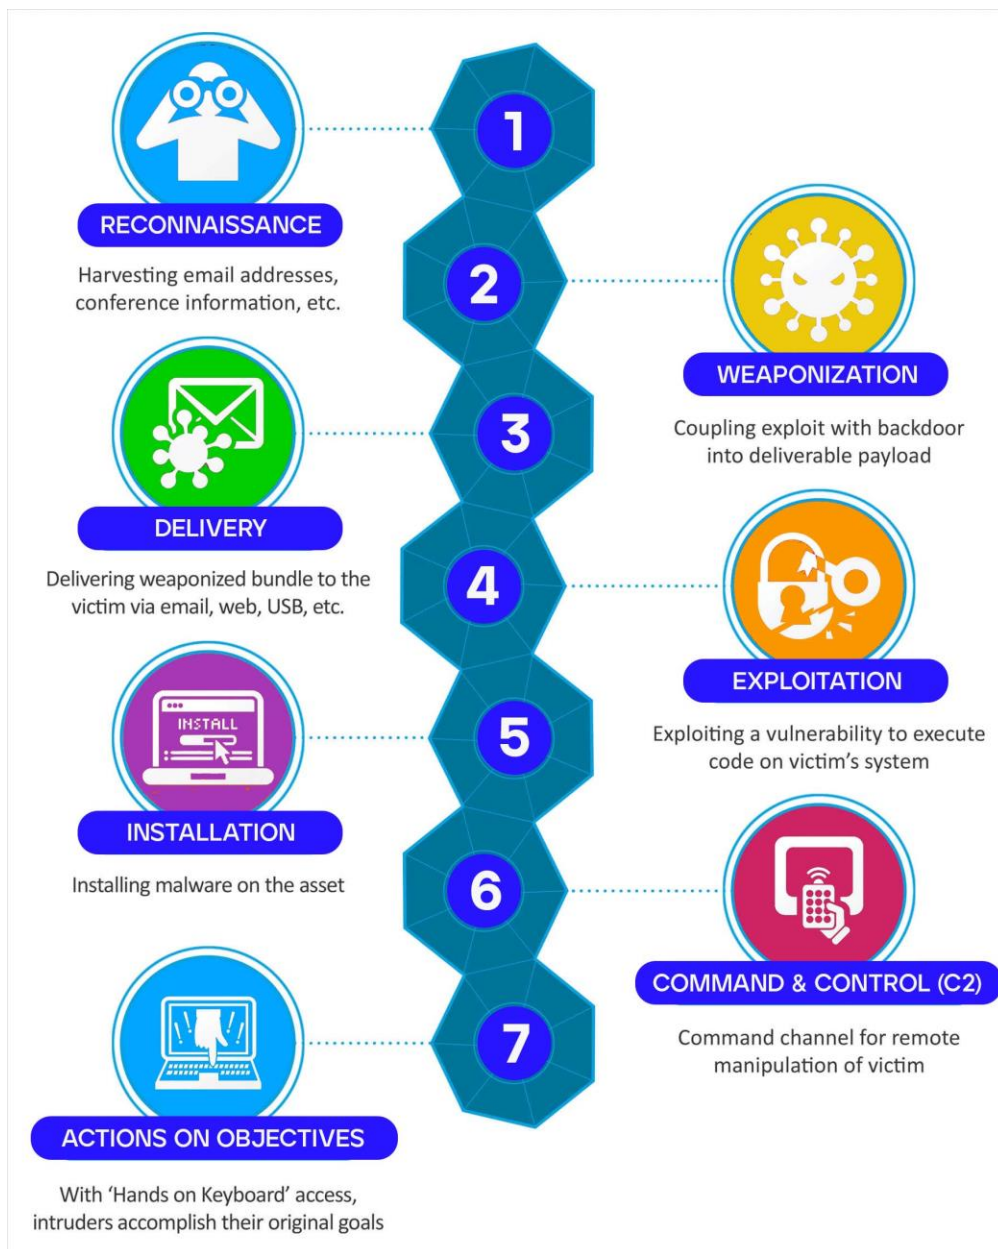 1
RECONNAISSANCE
Harvesting email addresses,
conference information, etc.
2
WEAPONIZATION
Coupling exploit with backdoor
into deliverable payload
3
DELIVERY
Delivering weaponized bundle to the
victim via email, web, USB, etc.
4
EXPLOITATION
Exploiting a vulnerability to execute
code on victim’s system
5
INSTALL
INSTALLATION
Installing malware on the asset
6
COMMAND & CONTROL (C2)
Command channel for remote
manipulation of victim
7
ACTIONS ON OBJECTIVES
With ‘Hands on Keyboard’ access,
intruders accomplish their original goals